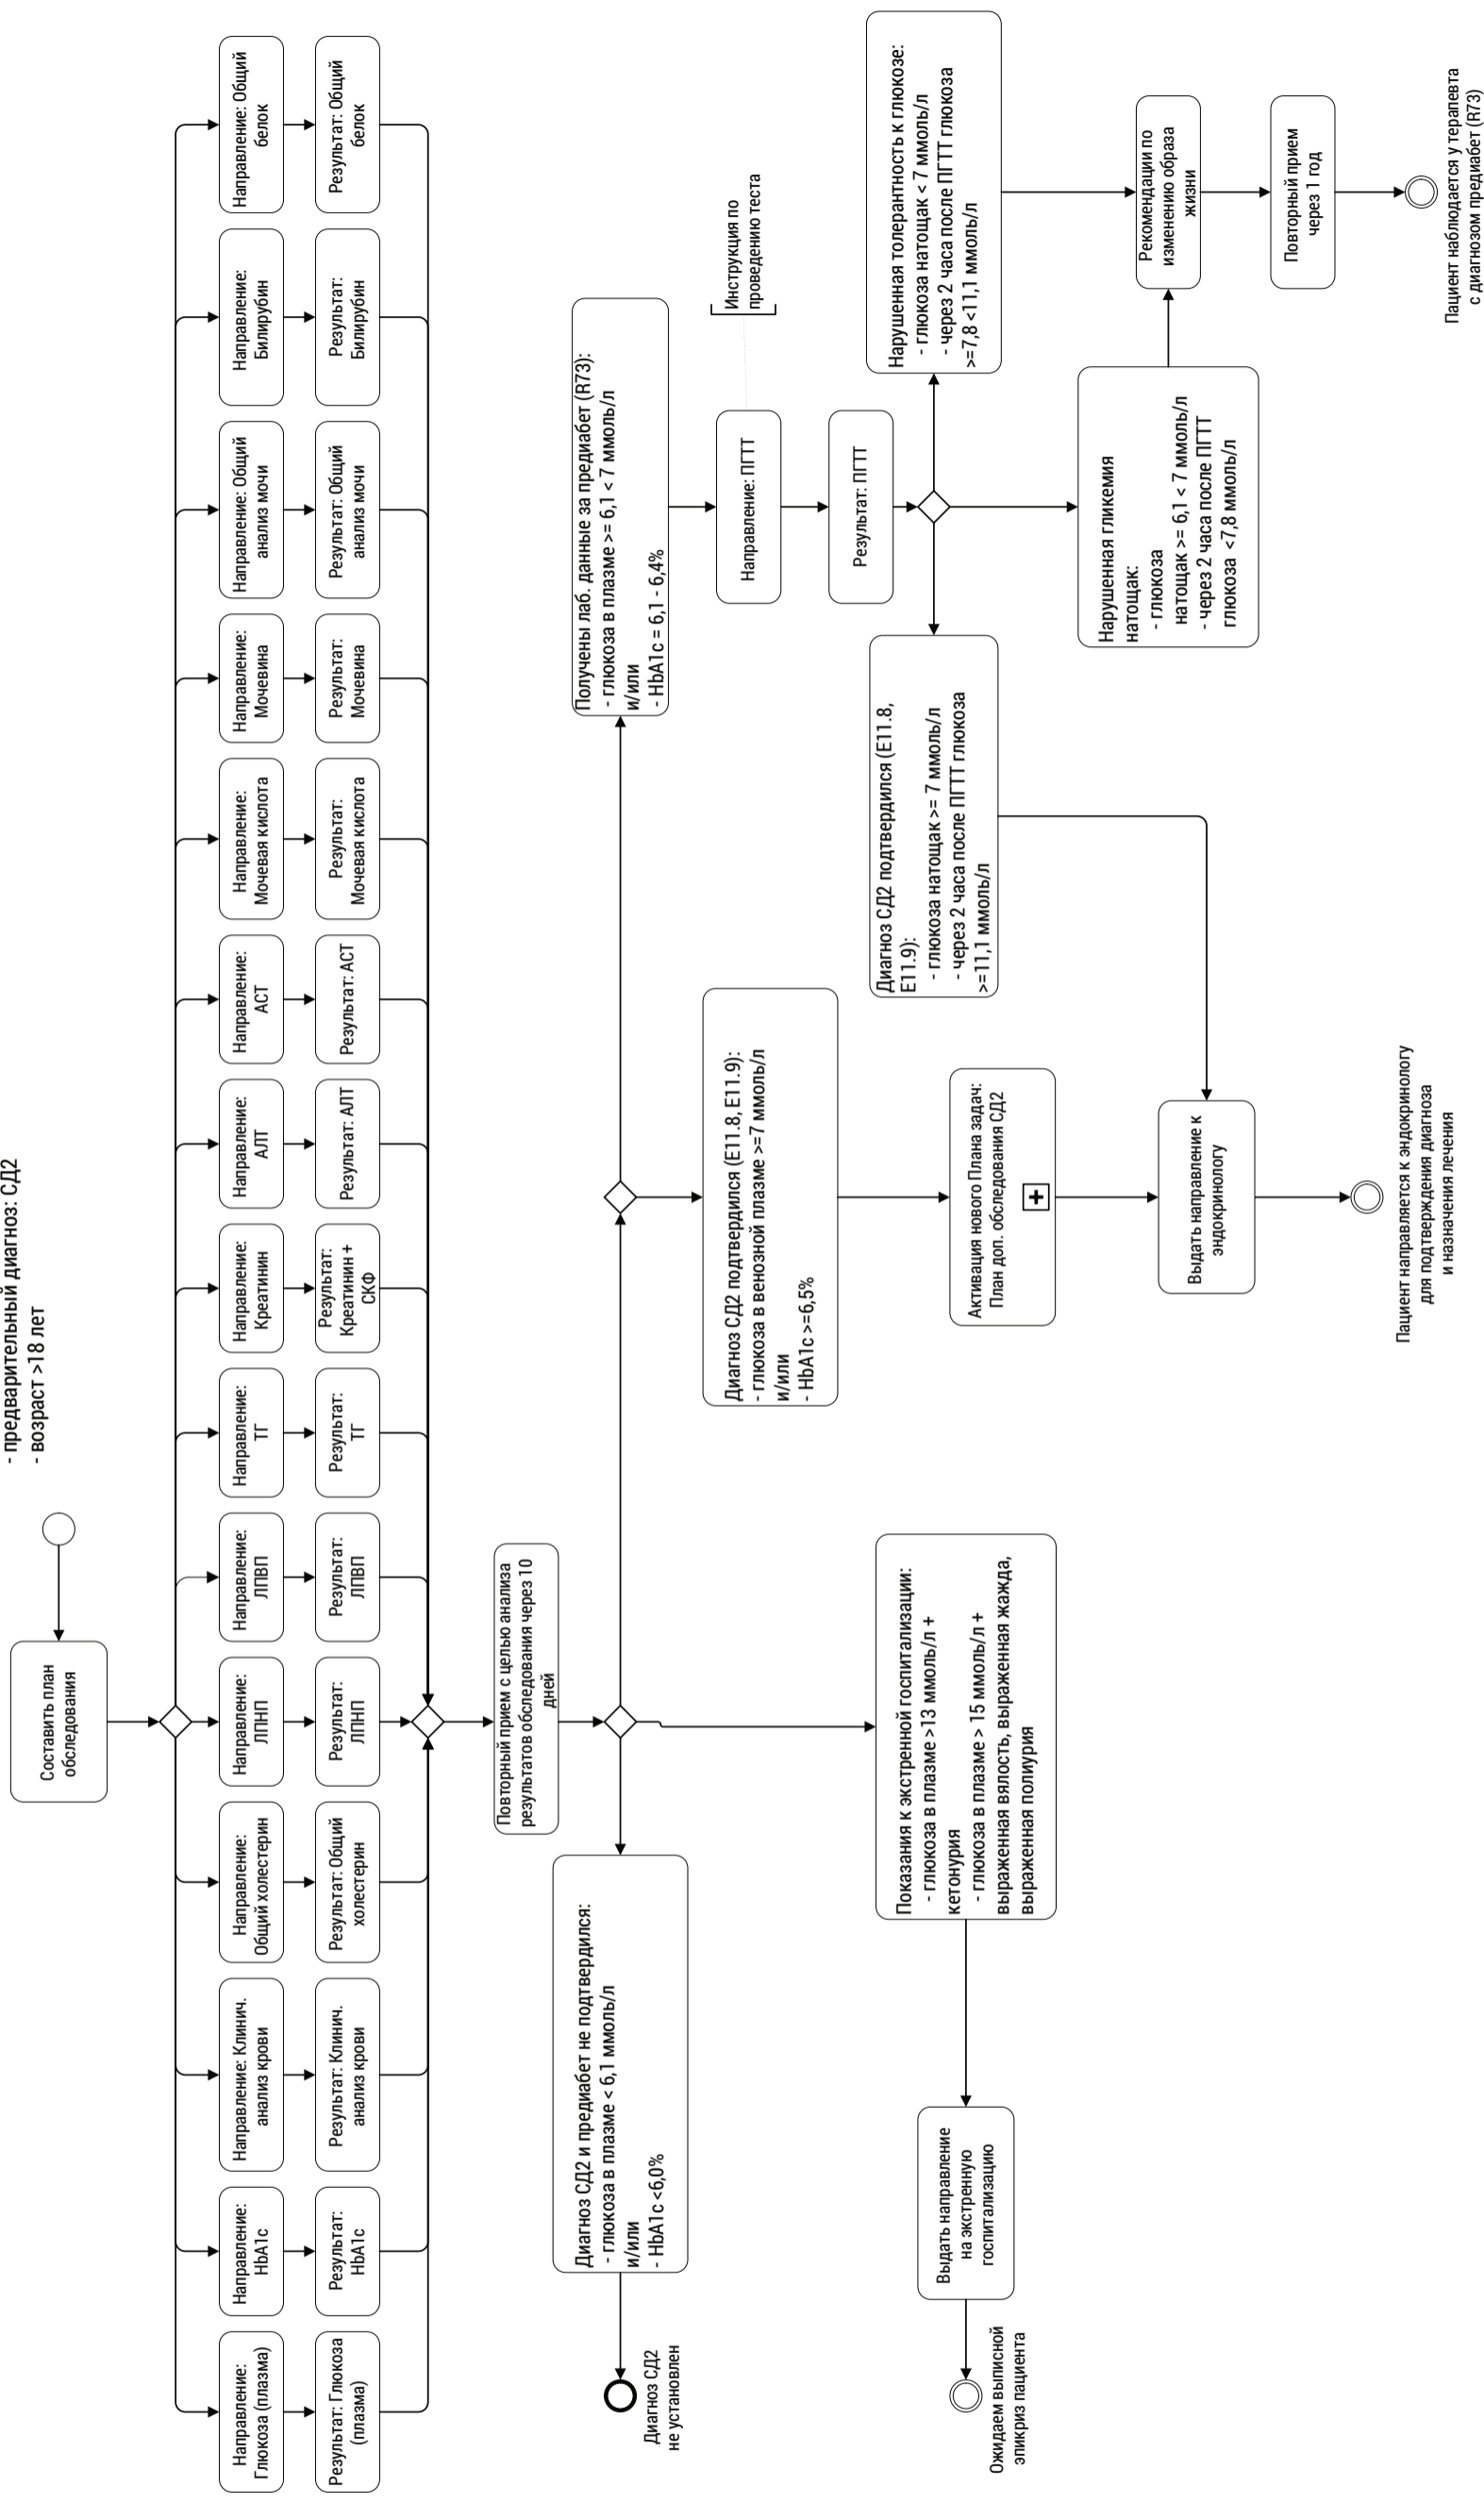 - предварительный диагноз: СД2
- возраст >18 лет
Составить план
обследования
Направление:
Глюкоза (плазма)
Направление:
HbA1c
Направление: Клинич.
анализ крови
Направление:
Общий холестерин
Направление:
ЛПНП
Направление:
ЛПВП
Направление:
ТГ
Направление:
Креатинин
Направление:
АЛТ
Направление:
АСТ
Направление:
Мочевая кислота
Направление:
Мочевина
Направление: Общий
анализ мочи
Направление:
Билирубин
Направление: Общий
белок
Результат: Глюкоза
(плазма)
Результат:
HbA1c
Результат: Клинич.
анализ крови
Результат: Общий
холестерин
Результат:
ЛПНП
Результат:
ЛПВП
Результат:
ТГ
Результат:
Креатинин +
СКФ
Результат: АЛТ
Результат: АСТ
Результат:
Мочевая кислота
Результат:
Мочевина
Результат: Общий
анализ мочи
Результат:
Билирубин
Результат: Общий
белок
Повторный прием с целью анализа
результатов обследования через 10
дней
Диагноз СД2 и предиабет не подтвердился:
- глюкоза в плазме < 6,1 ммоль/л
и/или
- HbA1c <6,0%
Диагноз СД2
не установлен
Получены лаб. данные за предиабет (R73):
- глюкоза в плазме >= 6,1 < 7 ммоль/л
и/или
- HbA1c = 6,1 - 6,4%
Инструкция по
проведению теста
Направление: ПГТТ
Результат: ПГТТ
Диагноз СД2 подтвердился (E11.8, E11.9):
- глюкоза в венозной плазме >=7 ммоль/л
и/или
- HbA1c >=6,5%
Диагноз СД2 подтвердился (E11.8,
E11.9):
- глюкоза натощак >= 7 ммоль/л
- через 2 часа после ПГТТ глюкоза
>=11,1 ммоль/л
Нарушенная толерантность к глюкозе:
- глюкоза натощак < 7 ммоль/л
- через 2 часа после ПГТТ глюкоза
>=7,8 <11,1 ммоль/л
Показания к экстренной госпитализации:
- глюкоза в плазме >13 ммоль/л +
кетонурия
- глюкоза в плазме > 15 ммоль/л +
выраженная вялость, выраженная жажда,
выраженная полиурия
Выдать направление
на экстренную
госпитализацию
Ожидаем выписной
эпикриз пациента
Активация нового Плана задач:
План доп. обследования СД2
Нарушенная гликемия
натощак:
- глюкоза
натощак >= 6,1 < 7 ммоль/л
- через 2 часа после ПГТТ
глюкоза <7,8 ммоль/л
Рекомендации по
изменению образа
жизни
Выдать направление к
эндокринологу
Повторный прием
через 1 год
Пациент направляется к эндокринологу
для подтверждения диагноза
и назначения лечения
Пациент наблюдается у терапевта
с диагнозом предиабет (R73)